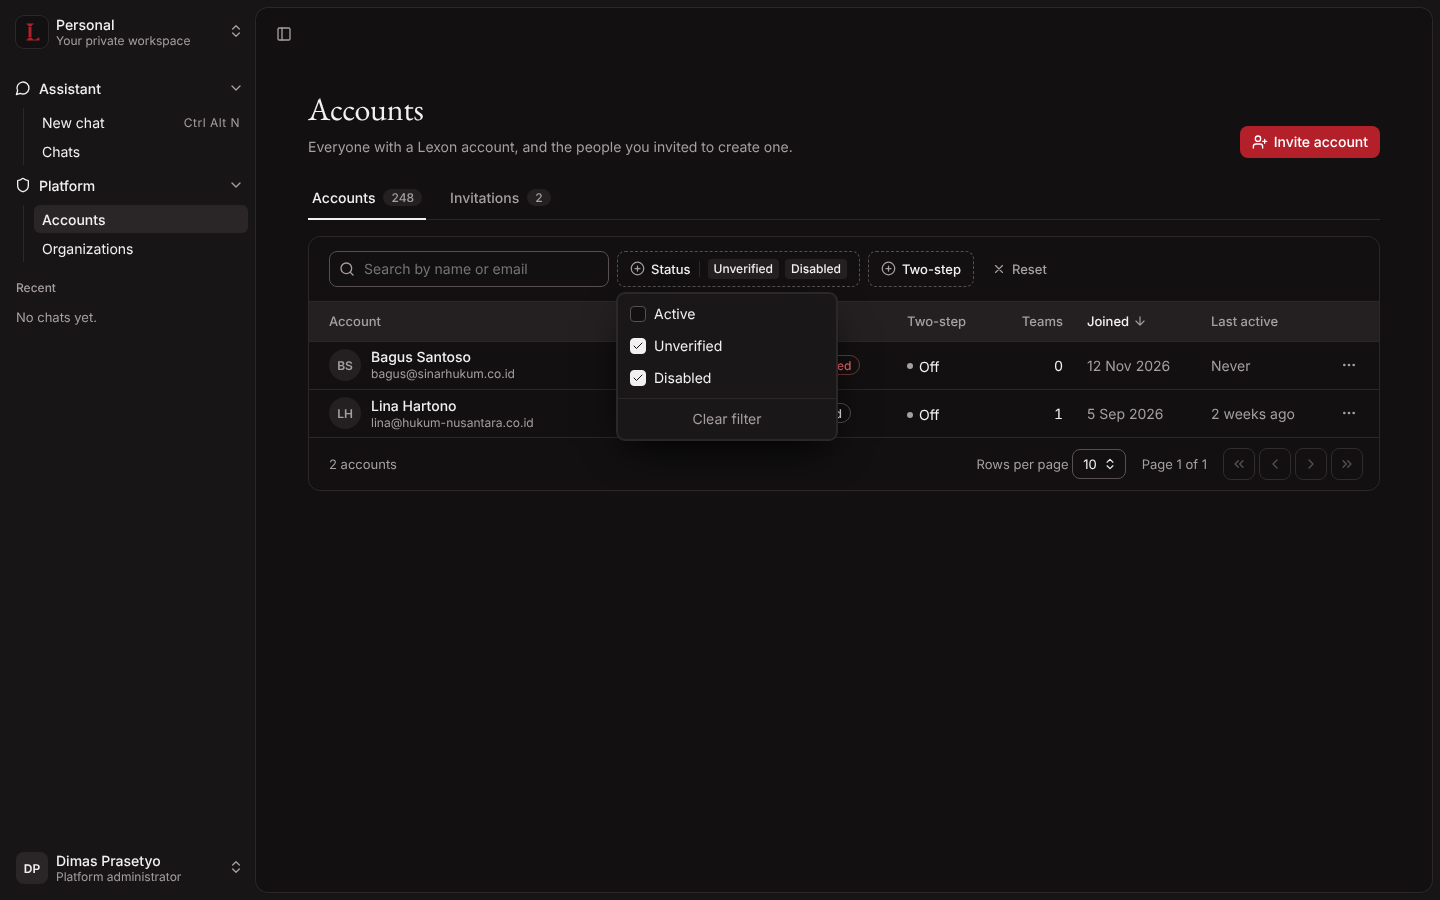 L
Personal
Your private workspace
Assistant
New chat Ctrl Alt N
Chats
Platform
Accounts
Organizations
Recent
No chats yet.
DP
Dimas Prasetyo
Platform administrator
Accounts
Everyone with a Lexon account, and the people you invited to create one.
Invite account
Accounts 248 Invitations 2
Search by name or email Status Unverified Disabled Two-step Reset
Active
Unverified
Disabled
Clear filter
Account Two-step Teams Joined Last active
BS Bagus Santoso
bagus@sinarhukum.co.id
Off 0 12 Nov 2026 Never
LH Lina Hartono
lina@hukum-nusantara.co.id
Off 1 5 Sep 2026 2 weeks ago
2 accounts Rows per page 10 Page 1 of 1